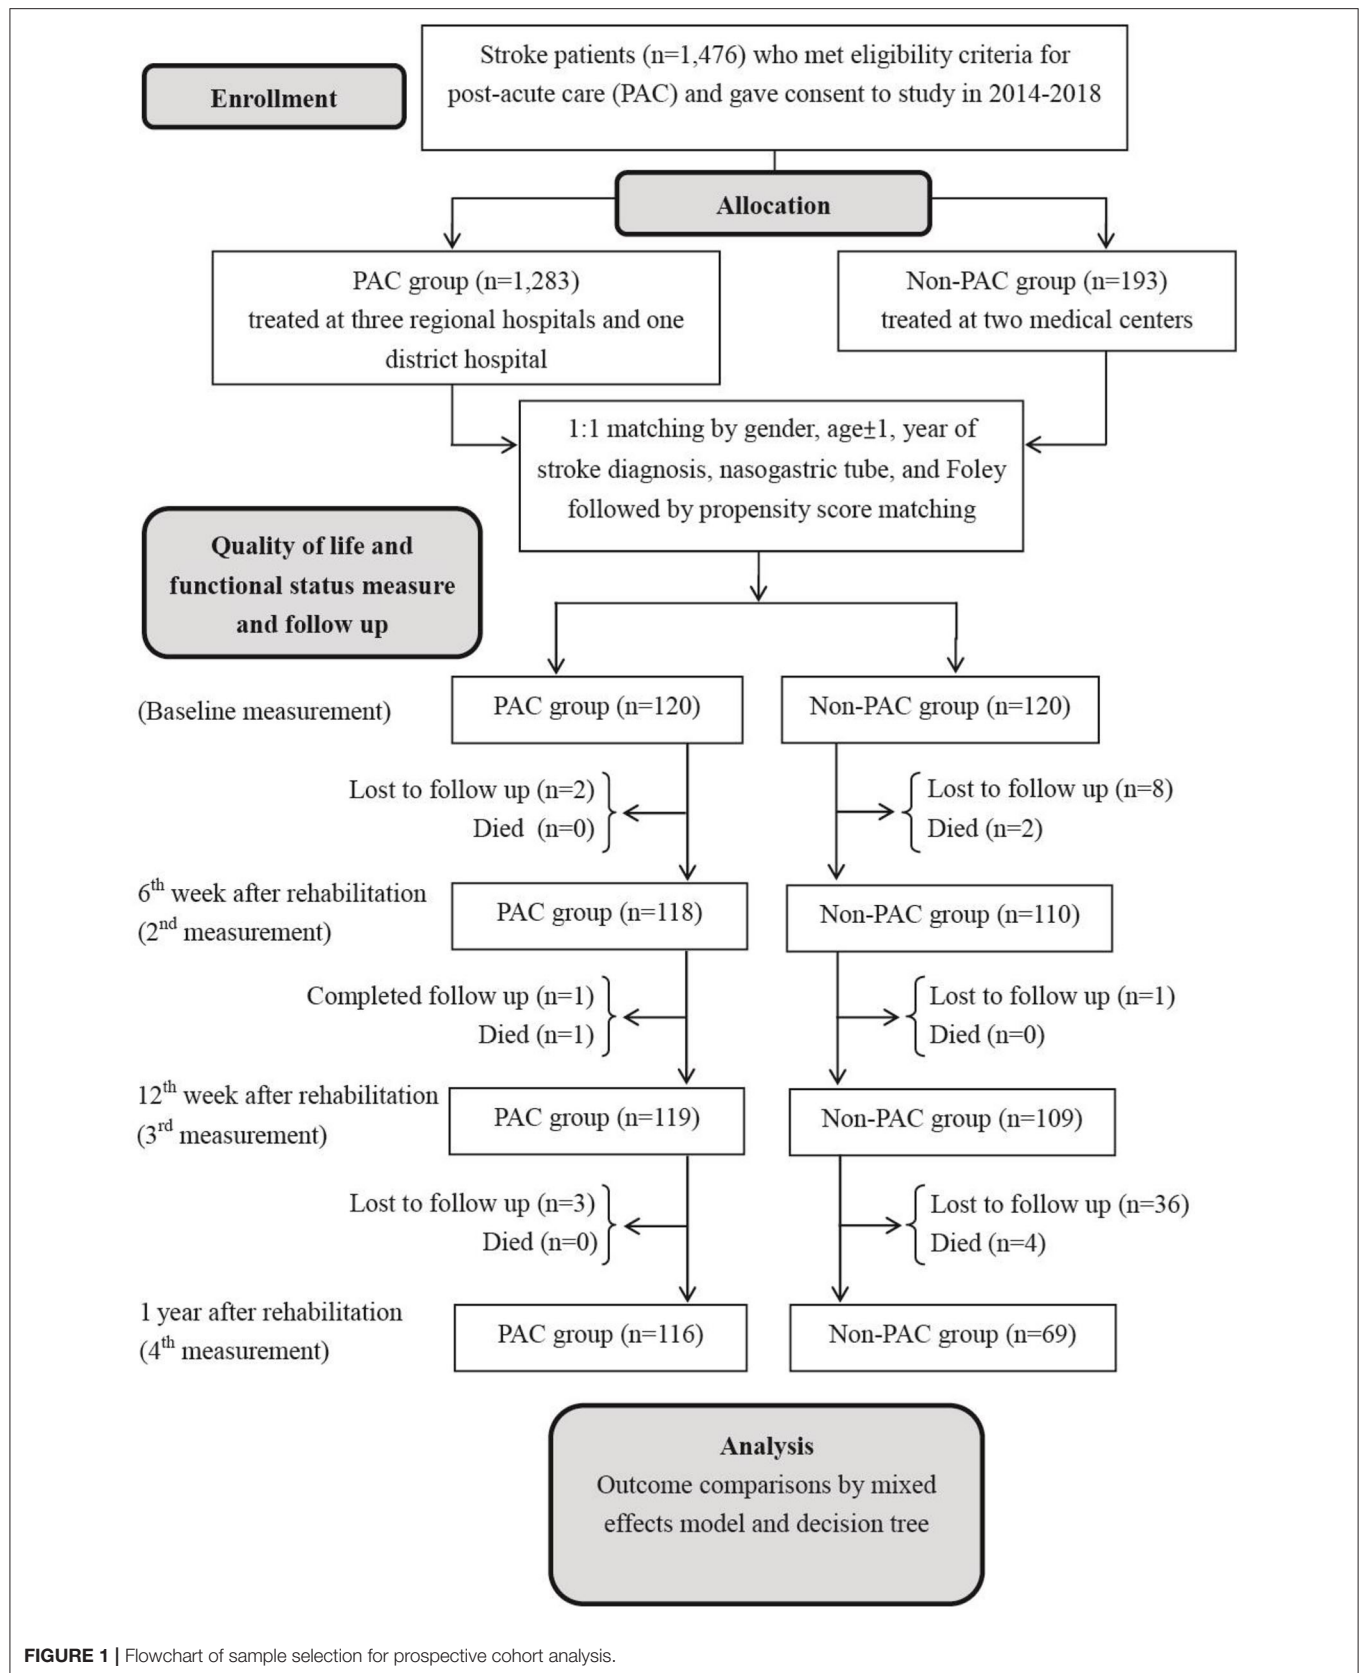 Stroke patients (n=1,476) who met eligibility criteria for
post-acute care (PAC) and gave consent to study in 2014-2018
Enrollment
Allocation
PAC group (n=1,283)
treated at three regional hospitals and one
district hospital
Non-PAC group (n=193)
treated at two medical centers
1:1 matching by gender, age±1, year of
stroke diagnosis, nasogastric tube, and Foley
followed by propensity score matching
Quality of life and
functional status measure
and follow up
(Baseline measurement)
PAC group (n=120)
Non-PAC group (n=120)
Lost to follow up (n=2)
Died (n=0)
Lost to follow up (n=8)
Died (n=2)
6th week after rehabilitation
(2nd measurement)
PAC group (n=118)
Non-PAC group (n=110)
Completed follow up (n=1)
Died (n=1)
Lost to follow up (n=1)
Died (n=0)
12th week after rehabilitation
(3rd measurement)
PAC group (n=119)
Non-PAC group (n=109)
Lost to follow up (n=3)
Died (n=0)
Lost to follow up (n=36)
Died (n=4)
1 year after rehabilitation
(4th measurement)
PAC group (n=116)
Non-PAC group (n=69)
Analysis
Outcome comparisons by mixed
effects model and decision tree
FIGURE 1 | Flowchart of sample selection for prospective cohort analysis.